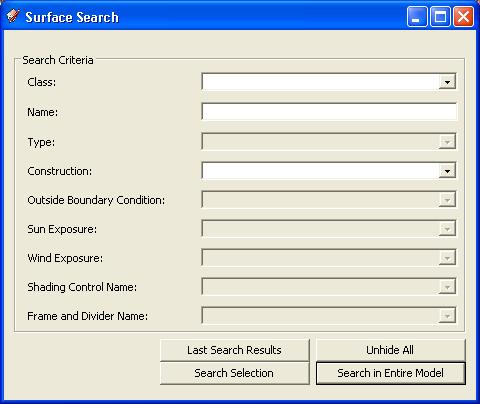 Surface Search
Search Criteria
Class:
Name:
Type:
Construction:
Outside Boundary Condition:
Sun Exposure:
Wind Exposure:
Shading Control Name:
Frame and Divider Name:
Last Search Results Unhide All
Search Selection Search in Entire Model